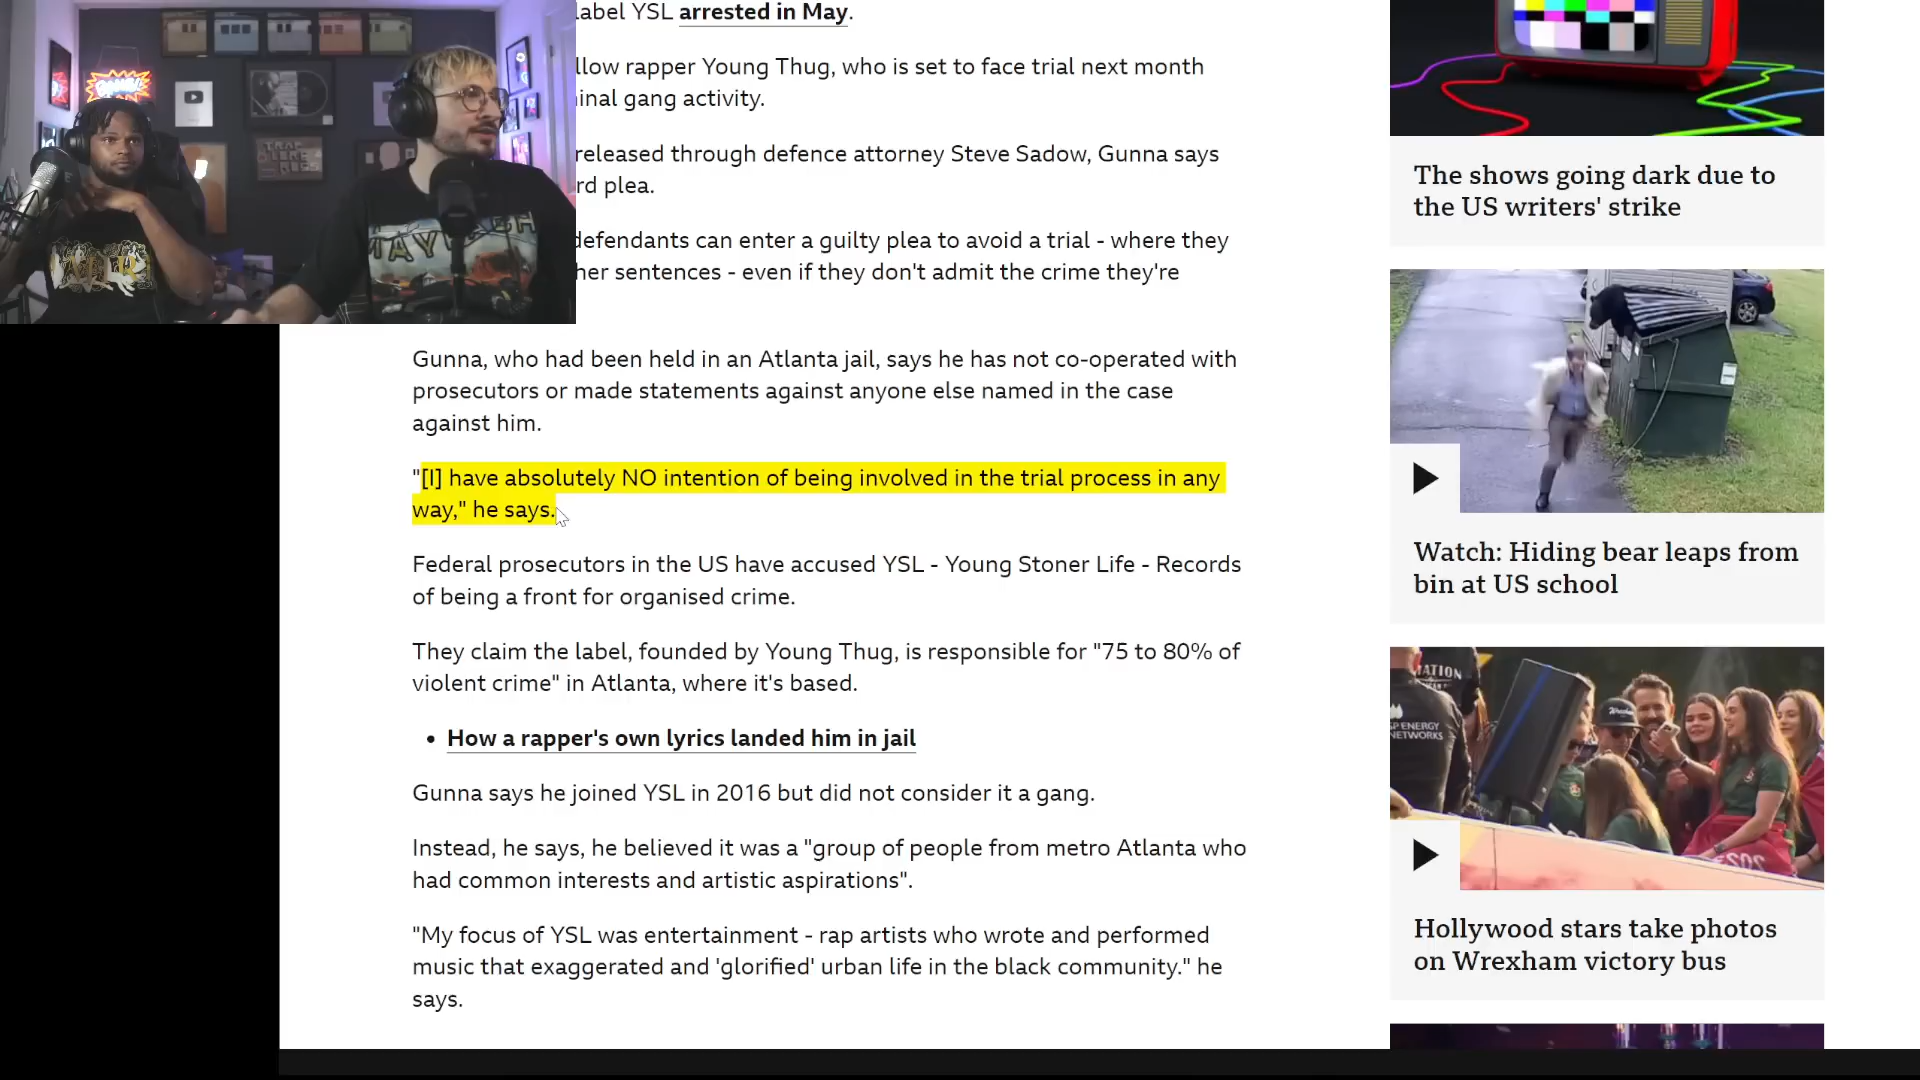 label YSL arrested in May.
llow rapper Young Thug, who is set to face trial next month
inal gang activity.
released through defence attorney Steve Sadow, Gunna says
rd plea.
defendants can enter a guilty plea to avoid a trial - where they
her sentences - even if they don't admit the crime they're
Gunna, who had been held in an Atlanta jail, says he has not co-operated with
prosecutors or made statements against anyone else named in the case
against him.
"[I] have absolutely NO intention of being involved in the trial process in any
way," he says.
Federal prosecutors in the US have accused YSL - Young Stoner Life - Records
of being a front for organised crime.
They claim the label, founded by Young Thug, is responsible for "75 to 80% of
violent crime" in Atlanta, where it's based.
• How a rapper's own lyrics landed him in jail
Gunna says he joined YSL in 2016 but did not consider it a gang.
Instead, he says, he believed it was a "group of people from metro Atlanta who
had common interests and artistic aspirations".
"My focus of YSL was entertainment - rap artists who wrote and performed
music that exaggerated and 'glorified' urban life in the black community." he
says.
The shows going dark due to
the US writers' strike
Watch: Hiding bear leaps from
bin at US school
SP ENERGY
NETWORKS
Hollywood stars take photos
on Wrexham victory bus